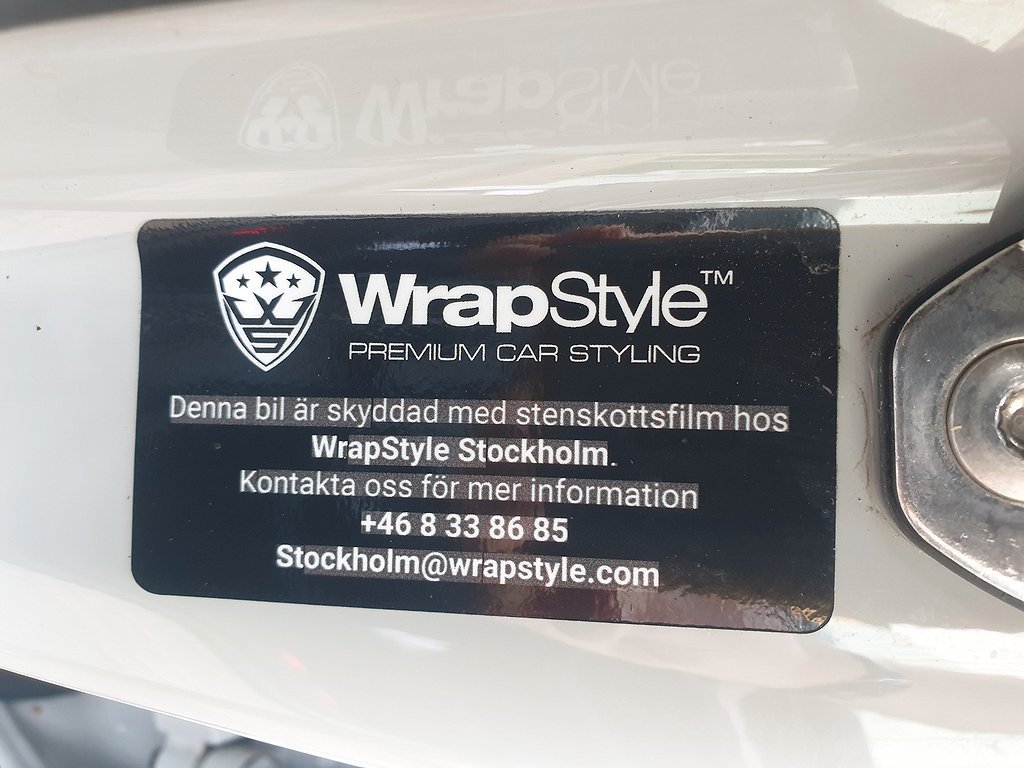 WrapStyle™
PREMIUM CAR STYLING
Denna bil är skyddad med stenskottsfilm hos
WrapStyle Stockholm.
Kontakta oss för mer information
+46 8 33 86 85
Stockholm@wrapstyle.com